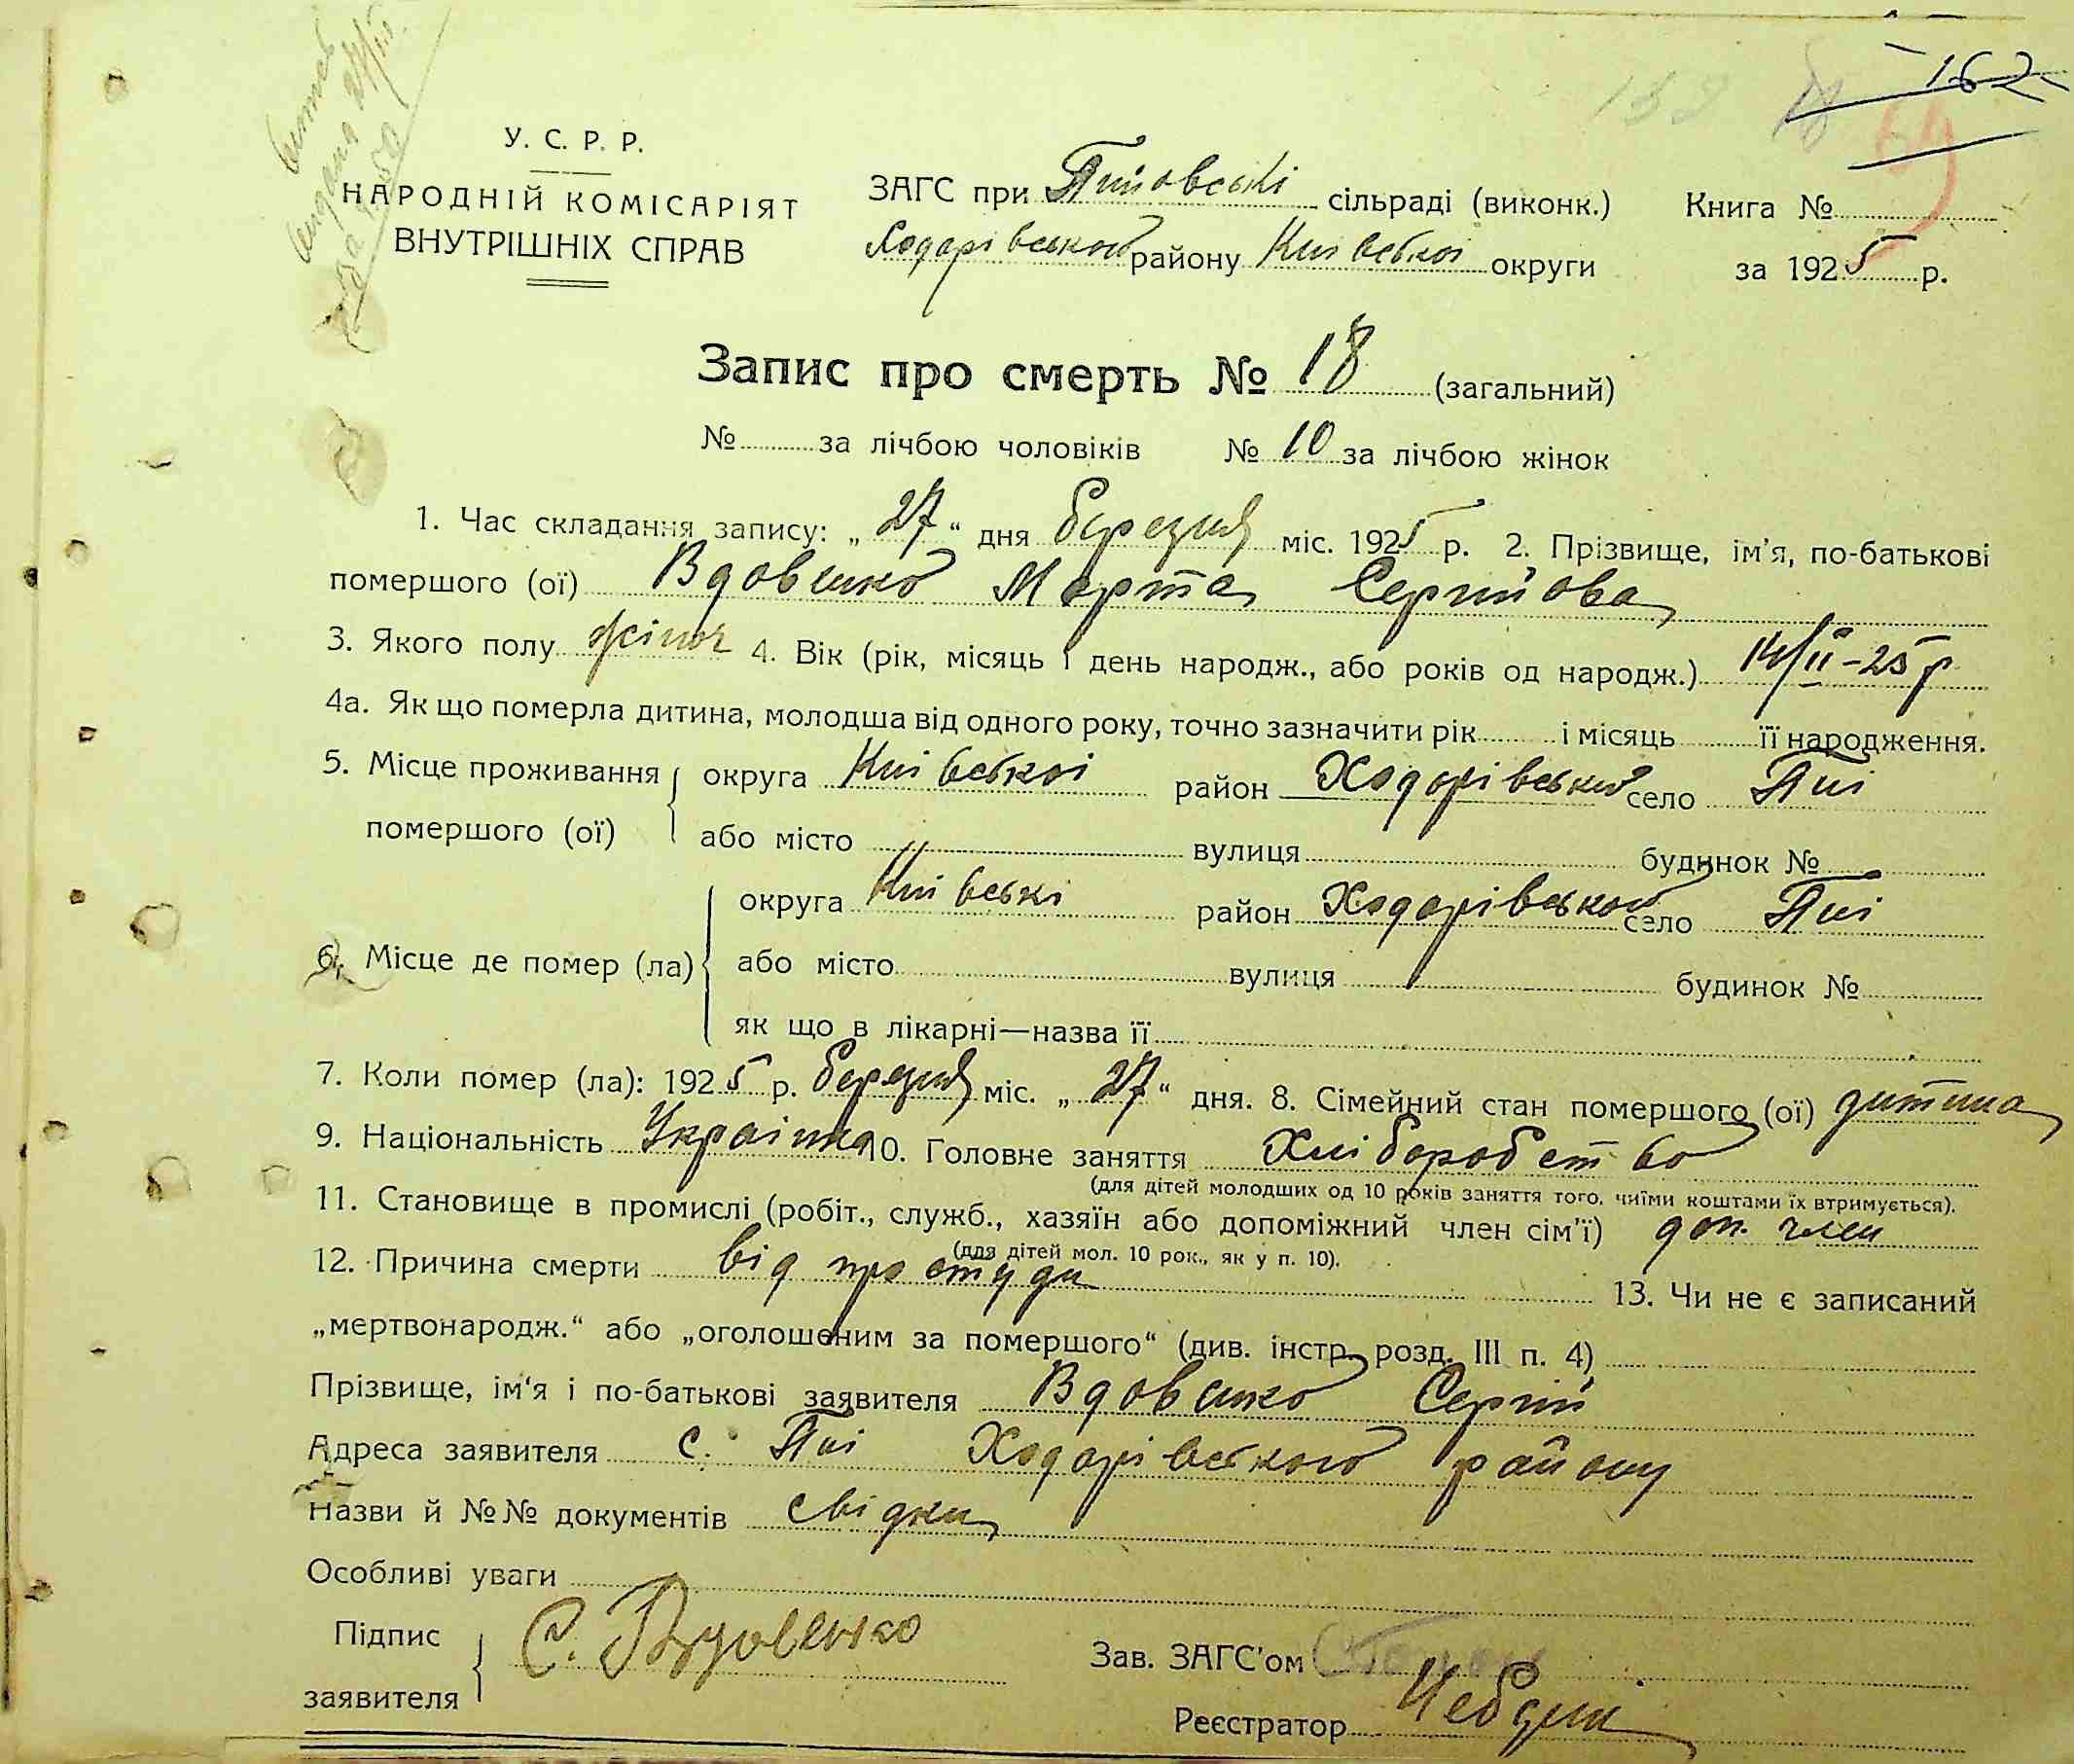 162
У. С. Р. Р.
НАРОДНІЙ КОМІСАРІЯТ
ВНУТРІШНІХ СПРАВ
ЗАГС при Пиїовські сільраді (виконк.) Книга №
Ходарівського району Київської округи за 1925 р.
Запис про смерть № 18 (загальний)
№ за лічбою чоловіків № 10 за лічбою жінок
1. Час складання запису: „27“ дня березня міс. 1925 р. 2. Прізвище, ім'я, по-батькові
помершого (ої) Вдовенко Марта Сергийова
3. Якого полу жіноч 4. Вік (рік, місяць і день народж., або років од народж.) 14/II-25 р
4а. Як що померла дитина, молодша від одного року, точно зазначити рік і місяць її народження.
5. Місце проживання округа Київської район Ходарівський село Пиї
помершого (ої) або місто вулиця будинок №
округа Київські район Ходарівського село Пиї
6. Місце де помер (ла) або місто вулиця будинок №
як що в лікарні—назва її
7. Коли помер (ла): 1925 р. березня міс. „27“ дня. 8. Сімейний стан помершого (ої) дитина
9. Національність Українка 10. Головне заняття Хліборобство
(для дітей молодших од 10 років заняття того, чиїми коштами їх втримується).
11. Становище в промислі (робіт., служб., хазяїн або допоміжний член сім'ї) доп. член
(для дітей мол. 10 рок., як у п. 10).
12. Причина смерти від простуди 13. Чи не є записаний
„мертвонародж.“ або „оголошеним за помершого“ (див. інстр. розд. III п. 4)
Прізвище, ім'я і по-батькові заявителя Вдовенко Сергий
Адреса заявителя с. Пиї Ходарівського району
Назви й №№ документів свідки
Особливі уваги
Підпис
заявителя С. Вдовенко
Зав. ЗАГС'ом
Реєстратор